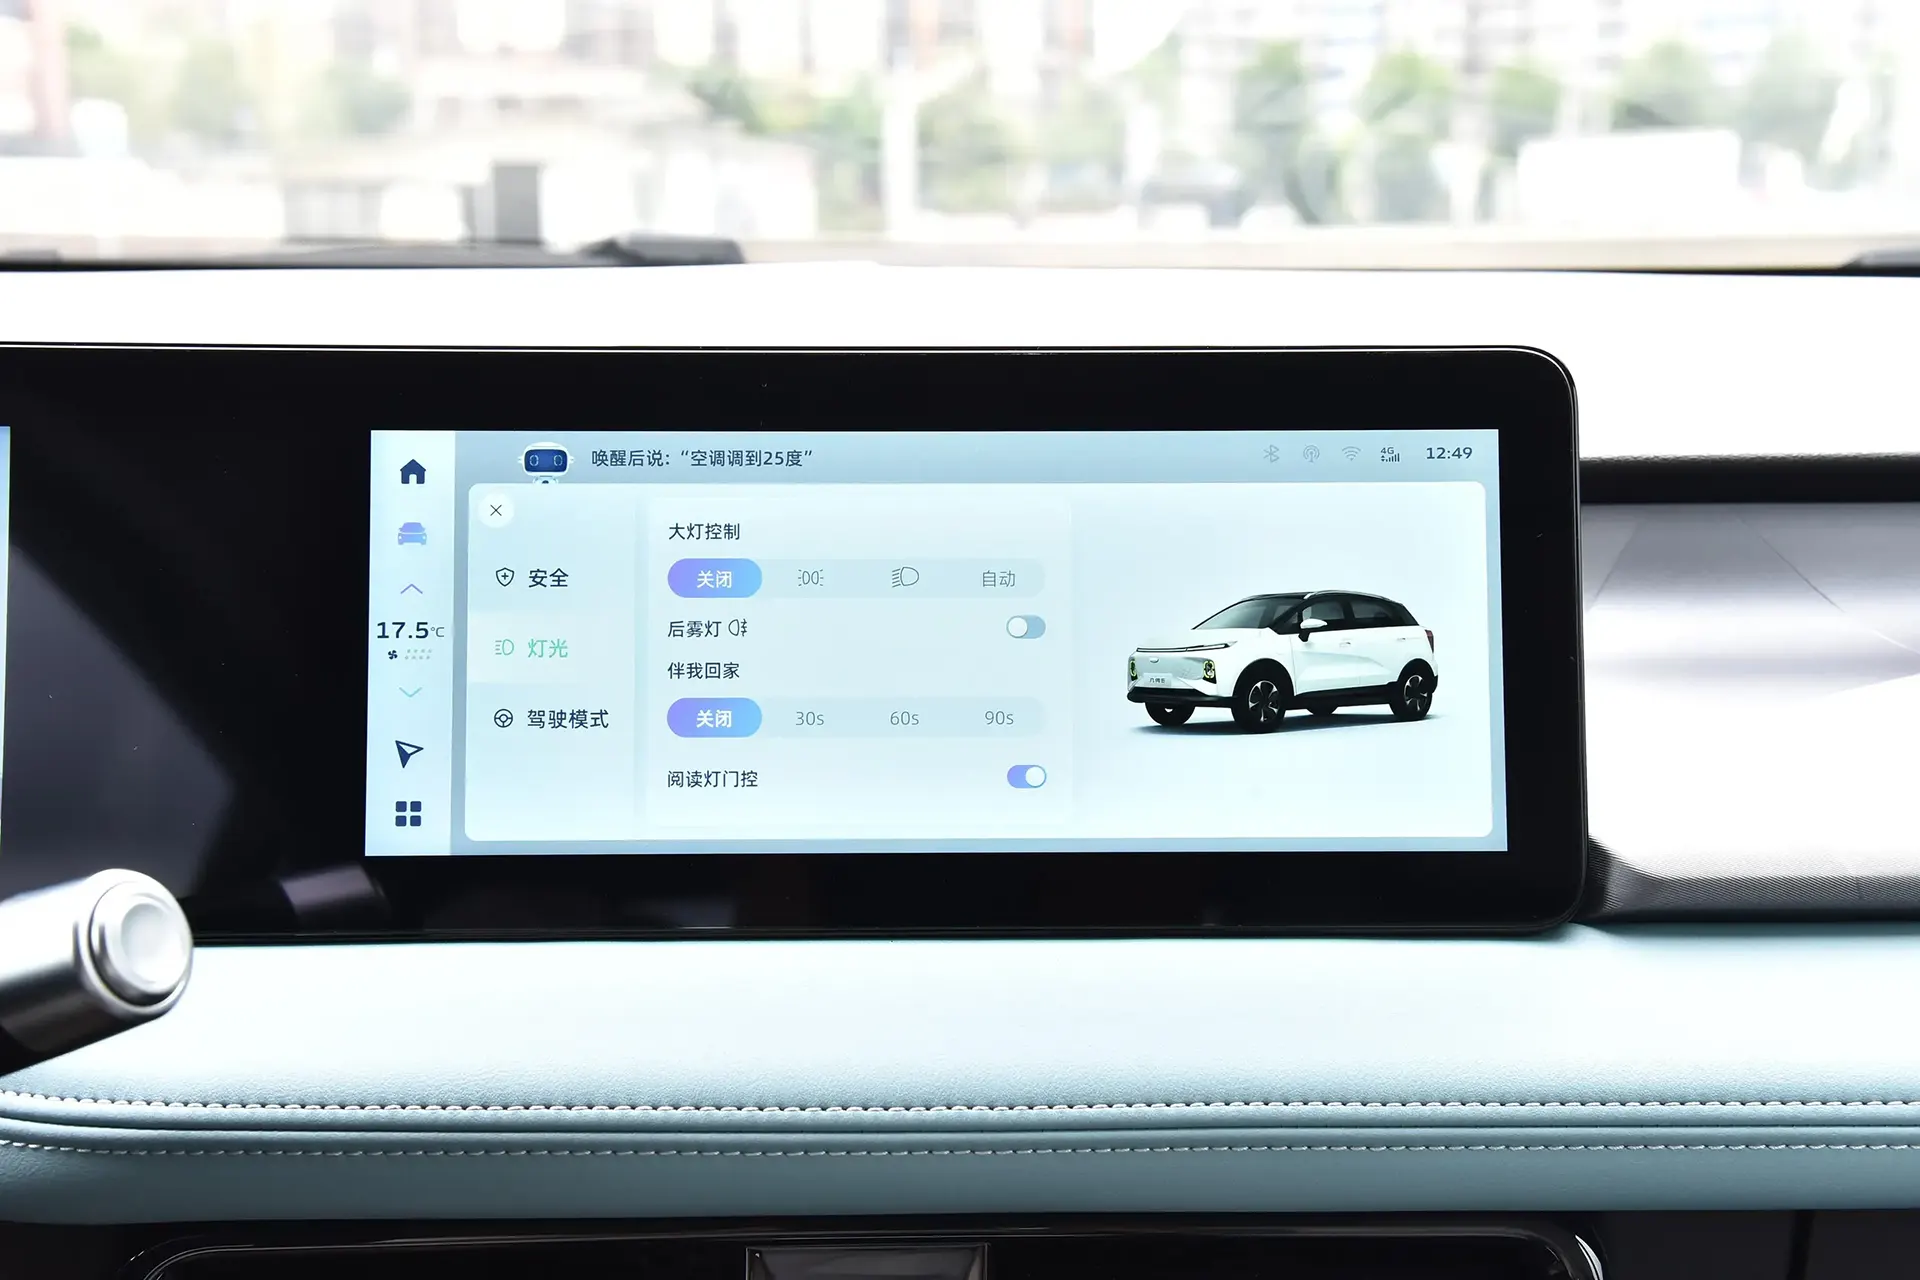 唤醒后说：“空调调到25度”
4G
12:49
17.5℃
安全
灯光
驾驶模式
大灯控制
关闭
自动
后雾灯
伴我回家
关闭 30s 60s 90s
阅读灯门控